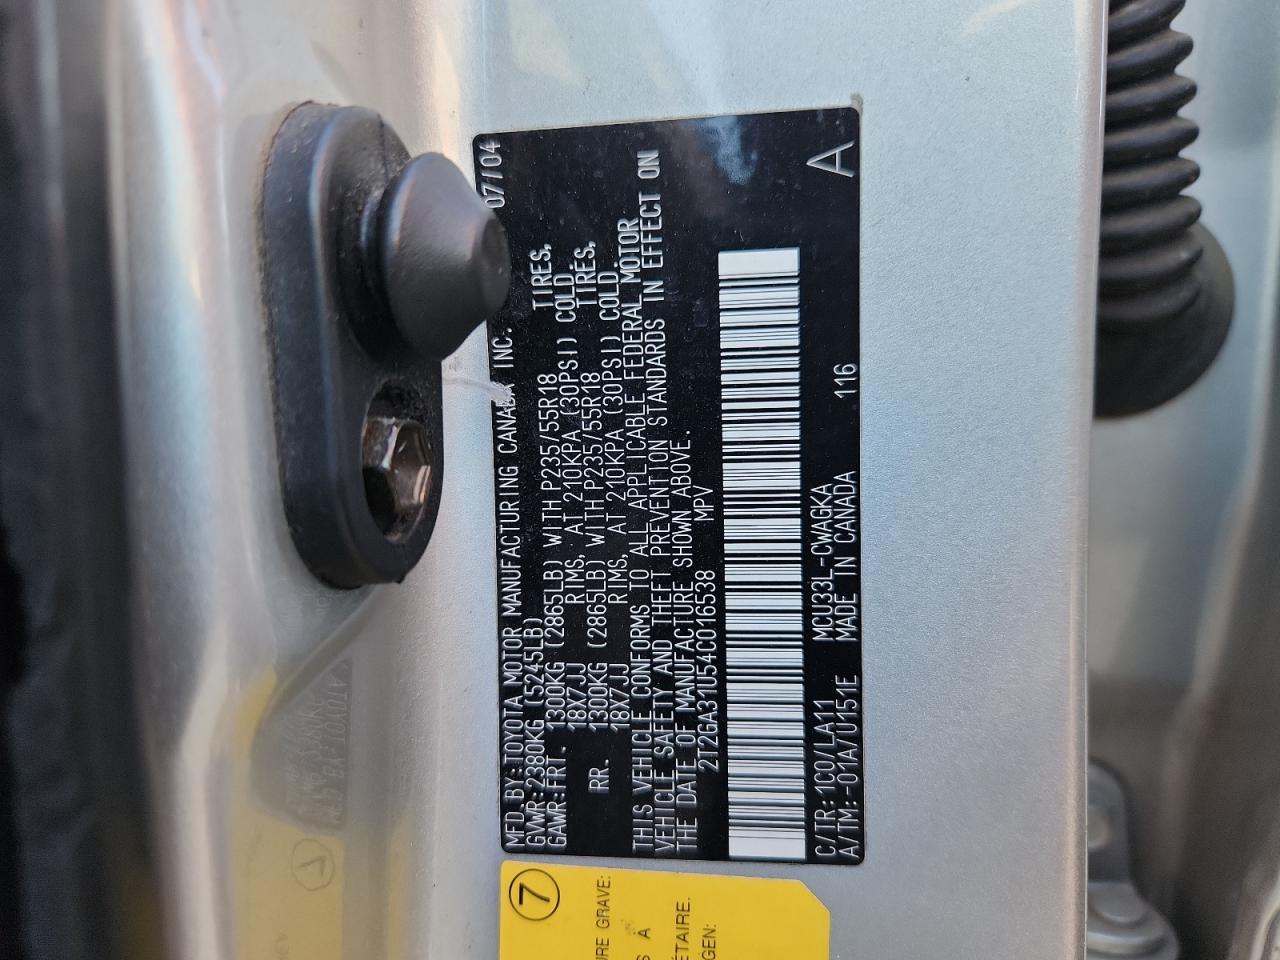 MFD. BY: TOYOTA MOTOR MANUFACTURING CANADA INC. 07/04
GVWR: 2380KG (5245LB)
GAWR: FRT. 1300KG (2865LB) WITH P235/55R18 TIRES,
18X7JJ RIMS, AT 210KPA (30PSI) COLD.
RR. 1300KG (2865LB) WITH P235/55R18 TIRES,
18X7JJ RIMS, AT 210KPA (30PSI) COLD.
THIS VEHICLE CONFORMS TO ALL APPLICABLE FEDERAL MOTOR
VEHICLE SAFETY AND THEFT PREVENTION STANDARDS IN EFFECT ON
THE DATE OF MANUFACTURE SHOWN ABOVE.
2T2GA31U54C016538 MPV
C/TR: 1C0/LA11 MCU33L-CWAGKA 116 A
A/TM: -01A/U151E MADE IN CANADA
7
URE GRAVE:
S A
ÉTAIRE.
GEN: